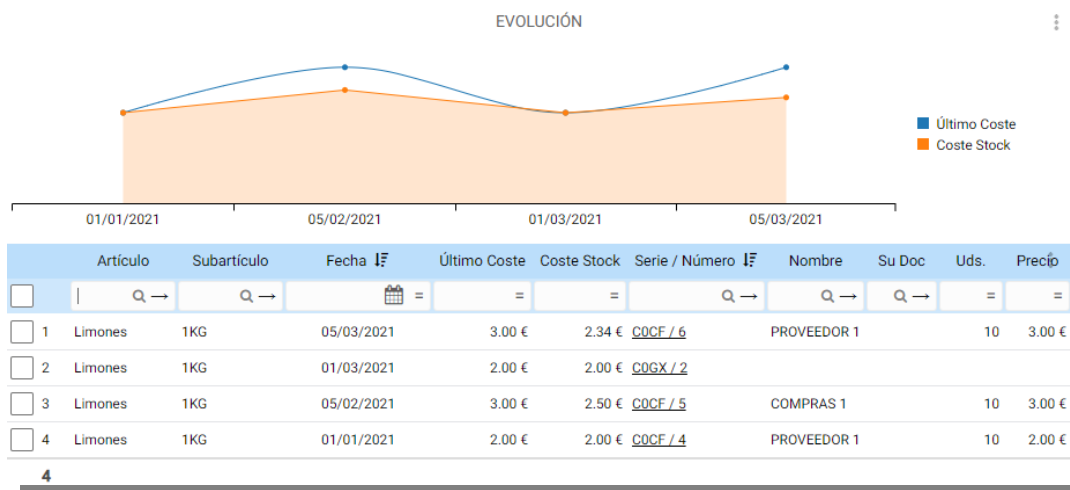 EVOLUCIÓN
Último Coste
Coste Stock
01/01/2021 05/02/2021 01/03/2021 05/03/2021
Artículo Subartículo Fecha Último Coste Coste Stock Serie / Número Nombre Su Doc Uds. Precio
= = = = =
1 Limones 1KG 05/03/2021 3.00 € 2.34 € C0CF / 6 PROVEEDOR 1 10 3.00 €
2 Limones 1KG 01/03/2021 2.00 € 2.00 € C0GX / 2
3 Limones 1KG 05/02/2021 3.00 € 2.50 € C0CF / 5 COMPRAS 1 10 3.00 €
4 Limones 1KG 01/01/2021 2.00 € 2.00 € C0CF / 4 PROVEEDOR 1 10 2.00 €
4